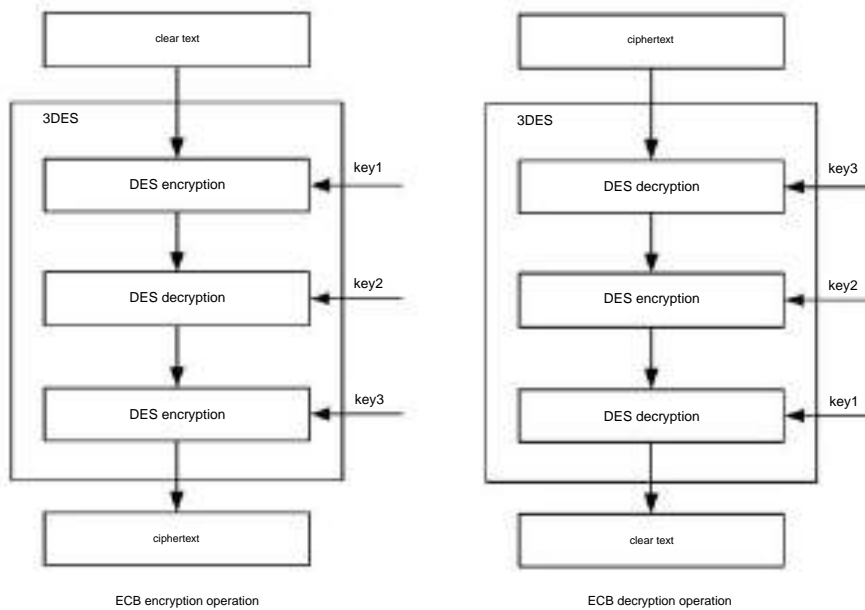 clear text
3DES
DES encryption
key1
DES decryption
key2
DES encryption
key3
ciphertext
ECB encryption operation
ciphertext
3DES
DES decryption
key3
DES encryption
key2
DES decryption
key1
clear text
ECB decryption operation